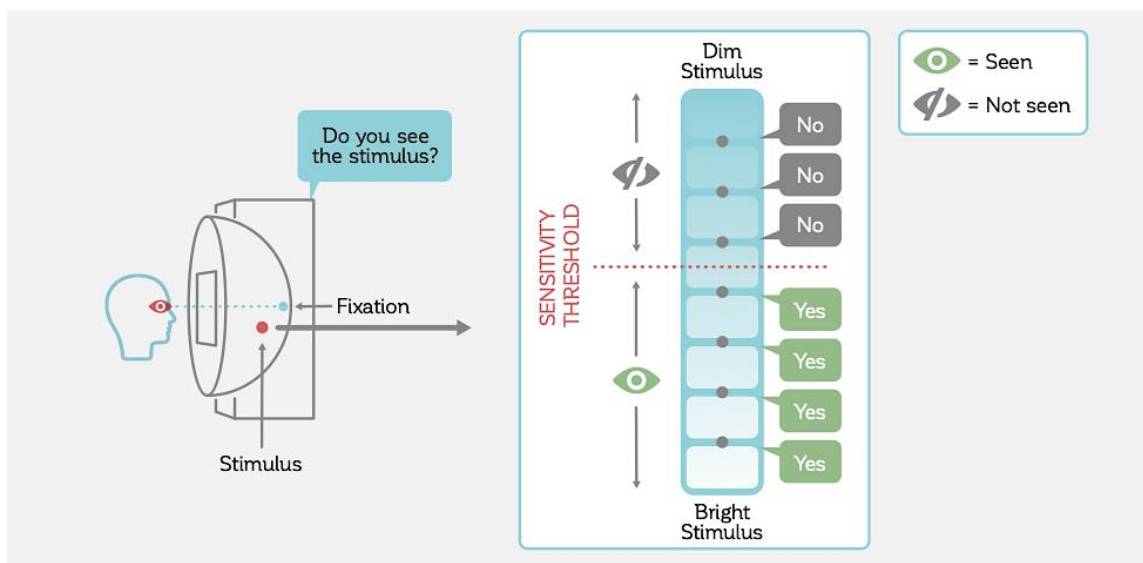 Do you see
the stimulus?
Fixation
Stimulus
Dim
Stimulus
SENSITIVITY
THRESHOLD
No
No
No
Yes
Yes
Yes
Yes
Bright
Stimulus
= Seen
= Not seen